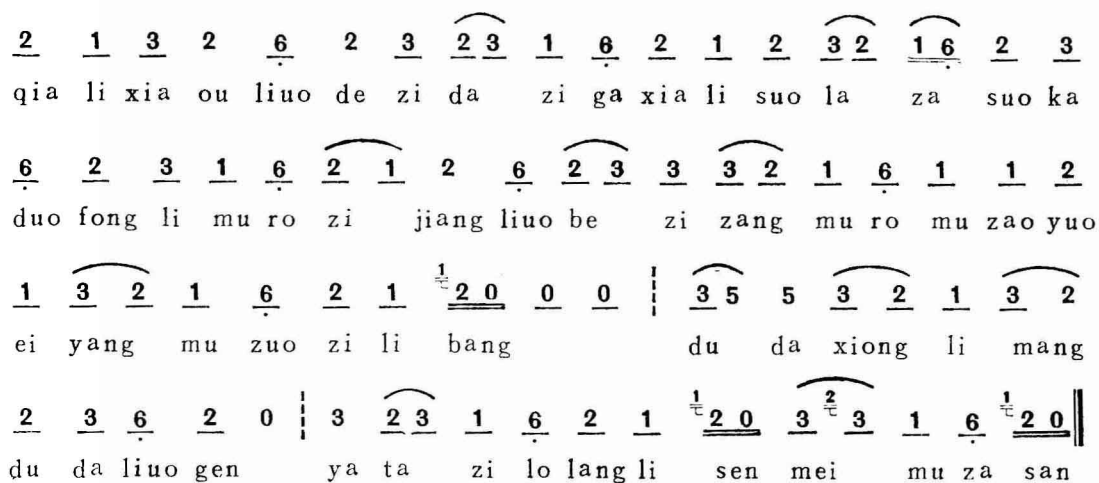 2 1 3 2 6 2 3 2 3 1 6 2 1 2 3 2 1 6 2 3
qia li xia ou liuo de zi da zi ga xia li suo la za suo ka
6 2 3 1 6 2 1 2 6 2 3 3 3 2 1 6 1 1 2
duo fong li mu ro zi jiang liuo be zi zang mu ro mu zao yuo
1 3 2 1 6 2 1 1 2 0 0 0 3 5 5 3 2 1 3 2
ei yang mu zuo zi li bang du da xiong li mang
2 3 6 2 0 3 2 3 1 6 2 1 1 2 0 3 2 3 1 6 1 2 0
du da liuo gen ya ta zi lo lang li sen mei mu za san